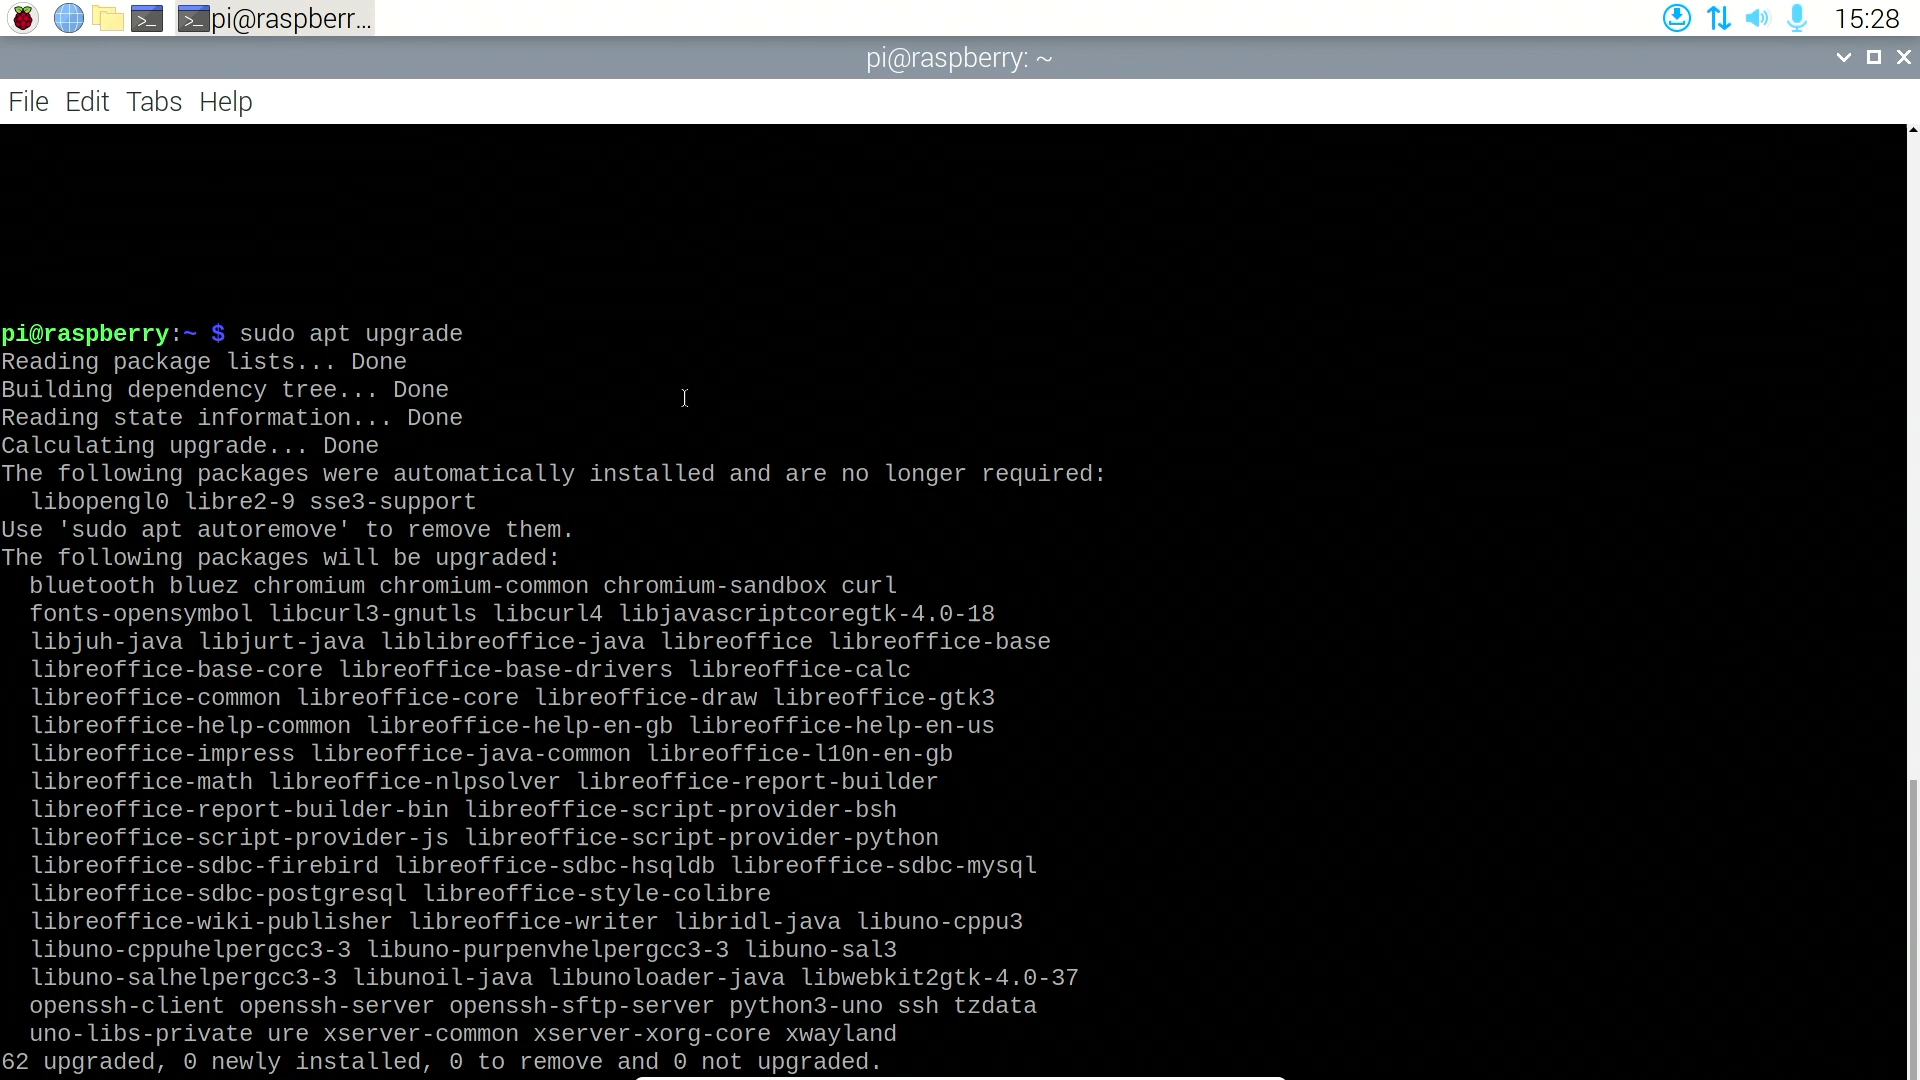 pi@raspberr...
15:28
pi@raspberry: ~
File Edit Tabs Help
pi@raspberry:~ $ sudo apt upgrade
Reading package lists... Done
Building dependency tree... Done
Reading state information... Done
Calculating upgrade... Done
The following packages were automatically installed and are no longer required:
libopengl0 libre2-9 sse3-support
Use 'sudo apt autoremove' to remove them.
The following packages will be upgraded:
bluetooth bluez chromium chromium-common chromium-sandbox curl
fonts-opensymbol libcurl3-gnutls libcurl4 libjavascriptcoregtk-4.0-18
libjuh-java libjurt-java liblibreoffice-java libreoffice libreoffice-base
libreoffice-base-core libreoffice-base-drivers libreoffice-calc
libreoffice-common libreoffice-core libreoffice-draw libreoffice-gtk3
libreoffice-help-common libreoffice-help-en-gb libreoffice-help-en-us
libreoffice-impress libreoffice-java-common libreoffice-l10n-en-gb
libreoffice-math libreoffice-nlpsolver libreoffice-report-builder
libreoffice-report-builder-bin libreoffice-script-provider-bsh
libreoffice-script-provider-js libreoffice-script-provider-python
libreoffice-sdbc-firebird libreoffice-sdbc-hsqldb libreoffice-sdbc-mysql
libreoffice-sdbc-postgresql libreoffice-style-colibre
libreoffice-wiki-publisher libreoffice-writer libridl-java libuno-cppu3
libuno-cppuhelpergcc3-3 libuno-purpenvhelpergcc3-3 libuno-sal3
libuno-salhelpergcc3-3 libunoil-java libunoloader-java libwebkit2gtk-4.0-37
openssh-client openssh-server openssh-sftp-server python3-uno ssh tzdata
uno-libs-private ure xserver-common xserver-xorg-core xwayland
62 upgraded, 0 newly installed, 0 to remove and 0 not upgraded.